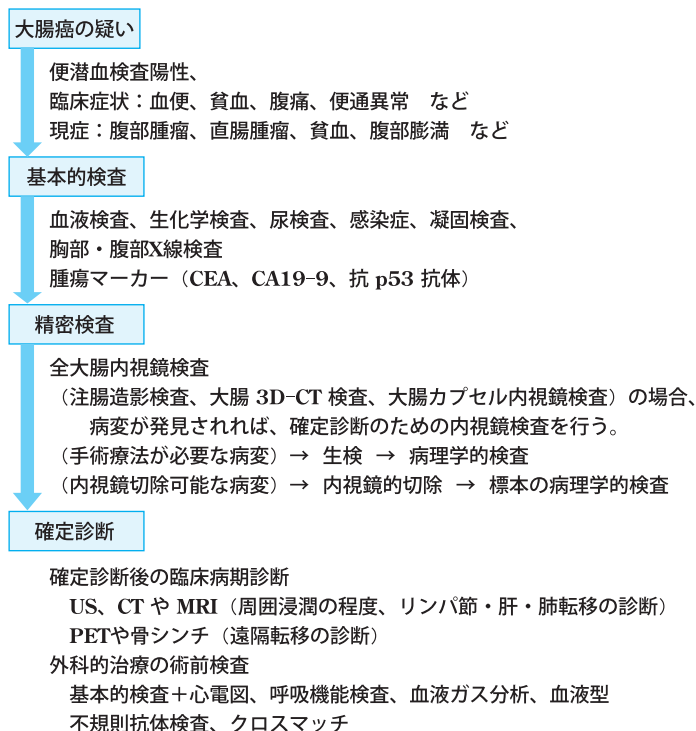 大腸癌の疑い
便潜血検査陽性、
臨床症状：血便、貧血、腹痛、便通異常　など
現症：腹部腫瘤、直腸腫瘤、貧血、腹部膨満　など
基本的検査
血液検査、生化学検査、尿検査、感染症、凝固検査、
胸部・腹部X線検査
腫瘍マーカー（CEA、CA19-9、抗 p53 抗体）
精密検査
全大腸内視鏡検査
（注腸造影検査、大腸 3D-CT 検査、大腸カプセル内視鏡検査）の場合、
病変が発見されれば、確定診断のための内視鏡検査を行う。
（手術療法が必要な病変）→ 生検 → 病理学的検査
（内視鏡切除可能な病変）→ 内視鏡的切除 → 標本の病理学的検査
確定診断
確定診断後の臨床病期診断
US、CT や MRI（周囲浸潤の程度、リンパ節・肝・肺転移の診断）
PETや骨シンチ（遠隔転移の診断）
外科的治療の術前検査
基本的検査＋心電図、呼吸機能検査、血液ガス分析、血液型
不規則抗体検査、クロスマッチ